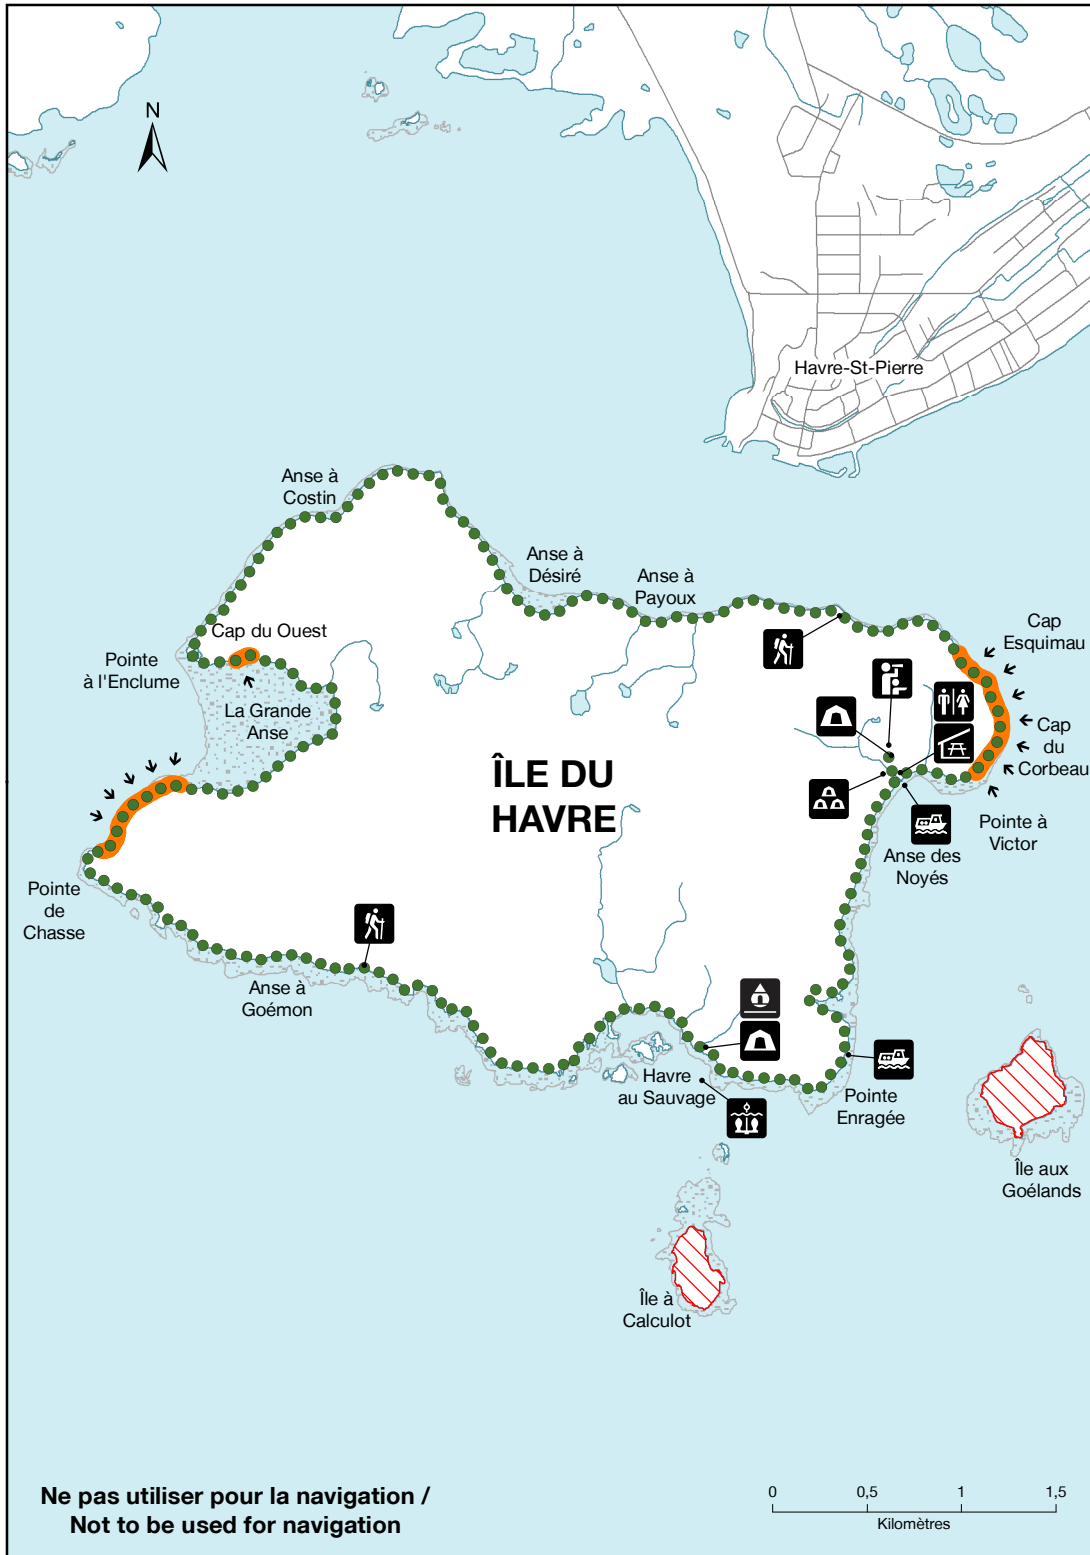 N
Havre-St-Pierre
Anse à
Costin
Anse à
Désiré
Anse à
Payoux
Cap
Esquimau
Cap du Ouest
Pointe
à l'Enclume
La Grande
Anse
Cap
du
Corbeau
ÎLE DU
HAVRE
Pointe à
Victor
Anse des
Noyés
Pointe
de
Chasse
Anse à
Goémon
Havre
au Sauvage
Pointe
Enragée
Île aux
Goélands
Île à
Calculot
Ne pas utiliser pour la navigation /
Not to be used for navigation
0 0,5 1 1,5
Kilomètres